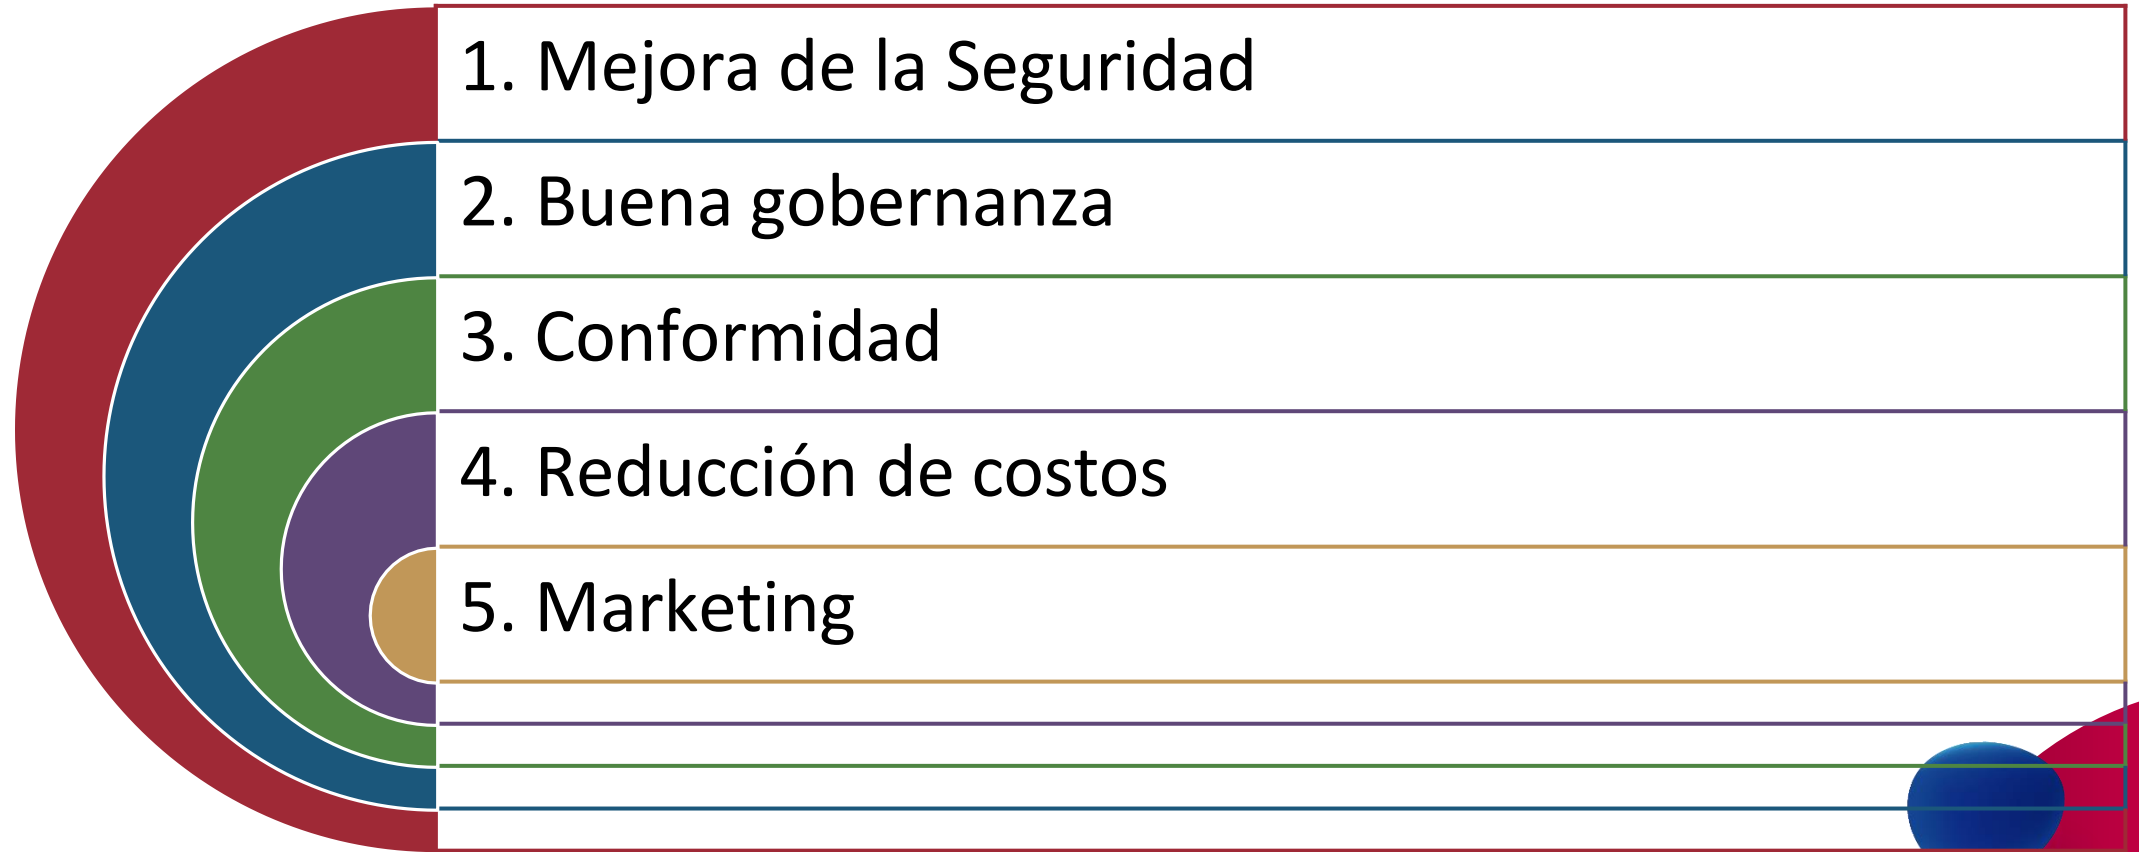 1. Mejora de la Seguridad
2. Buena gobernanza
3. Conformidad
4. Reducción de costos
5. Marketing